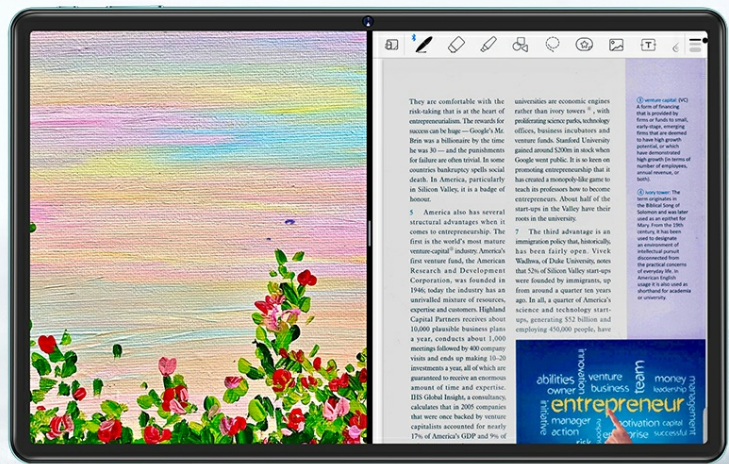 They are comfortable with the
risk-taking that is at the heart of
entrepreneurialism. The rewards for
success can be huge — Google's Mr.
Brin was a billionaire by the time
he was 30 — and the punishments
for failure are often trivial. In some
countries bankruptcy spells social
death. In America, particularly
in Silicon Valley, it is a badge of
honour.
5 America also has several
structural advantages when it
comes to entrepreneurship. The
first is the world's most mature
venture-capital③ industry. America's
first venture fund, the American
Research and Development
Corporation, was founded in
1946; today the industry has an
unrivalled mixture of resources,
expertise and customers. Highland
Capital Partners receives about
10,000 plausible business plans
a year, conducts about 1,000
meetings followed by 400 company
visits and ends up making 10–20
investments a year, all of which are
guaranteed to receive an enormous
amount of time and expertise.
IHS Global Insight, a consultancy,
calculates that in 2005 companies
that were once backed by venture
capitalists accounted for nearly
17% of America's GDP and 9% of
universities are economic engines
rather than ivory towers④, with
proliferating science parks, technology
offices, business incubators and
venture funds. Stanford University
gained around $200m in stock when
Google went public. It is so keen on
promoting entrepreneurship that it
has created a monopoly-like game to
teach its professors how to become
entrepreneurs. About half of the
start-ups in the Valley have their
roots in the university.
7 The third advantage is an
immigration policy that, historically,
has been fairly open. Vivek
Wadhwa, of Duke University, notes
that 52% of Silicon Valley start-ups
were founded by immigrants, up
from around a quarter ten years
ago. In all, a quarter of America's
science and technology start-
ups, generating $52 billion and
employing 450,000 people, have
③ venture capital (VC)
A form of financing
that is provided by
firms or funds to small,
early-stage, emerging
firms that are deemed
to have high growth
potential, or which
have demonstrated
high growth (in terms of
number of employees,
annual revenue, or
both).
④ ivory tower: The
term originates in
the Biblical Song of
Solomon and was later
used as an epithet for
Mary. From the 19th
century, it has been
used to designate
an environment of
intellectual pursuit
disconnected from
the practical concerns
of everyday life. In
American English
usage it is also used as
shorthand for academia
or university.
innovation
team
abilities venture money
owner business leadership
management
initiative
entrepreneur
manager motivation capital
action enterprise successful
risk
T